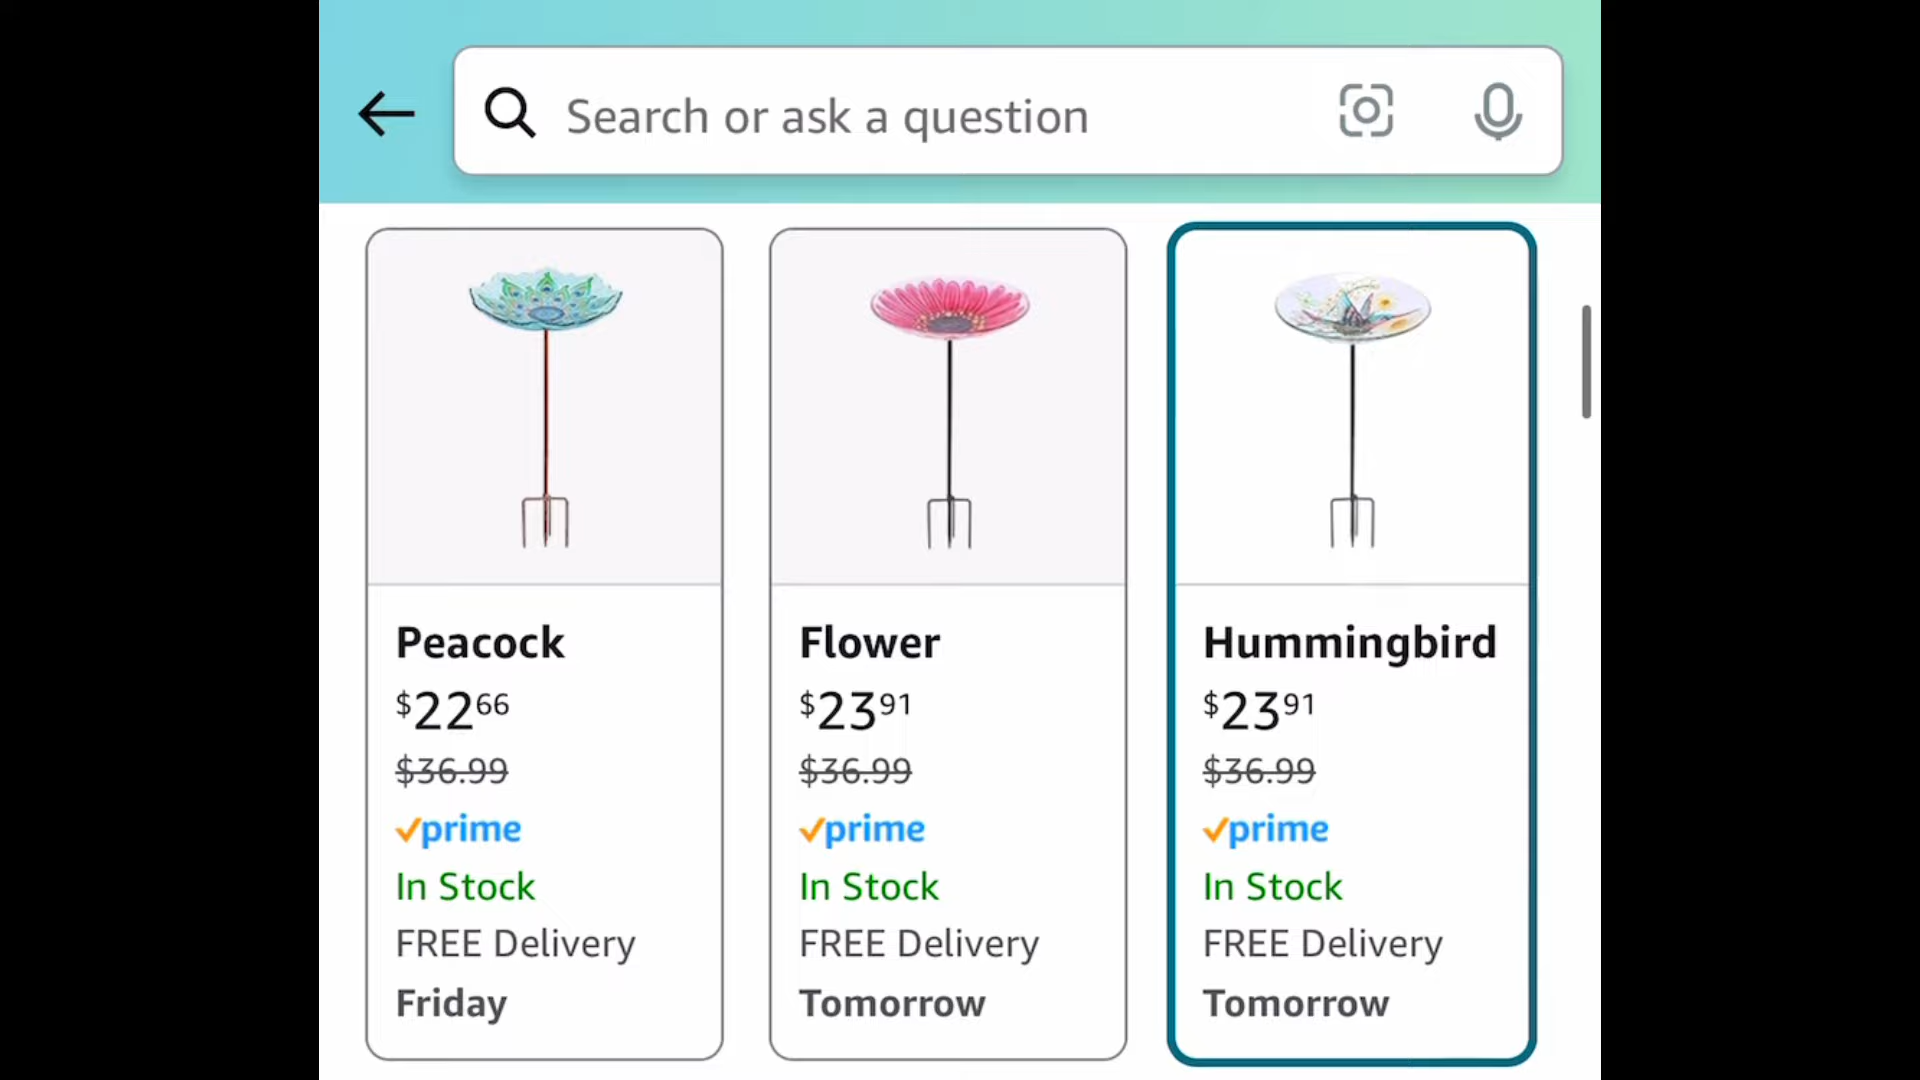 Search or ask a question
Peacock
$2266
$36.99
prime
In Stock
FREE Delivery
Friday
Flower
$2391
$36.99
prime
In Stock
FREE Delivery
Tomorrow
Hummingbird
$2391
$36.99
prime
In Stock
FREE Delivery
Tomorrow